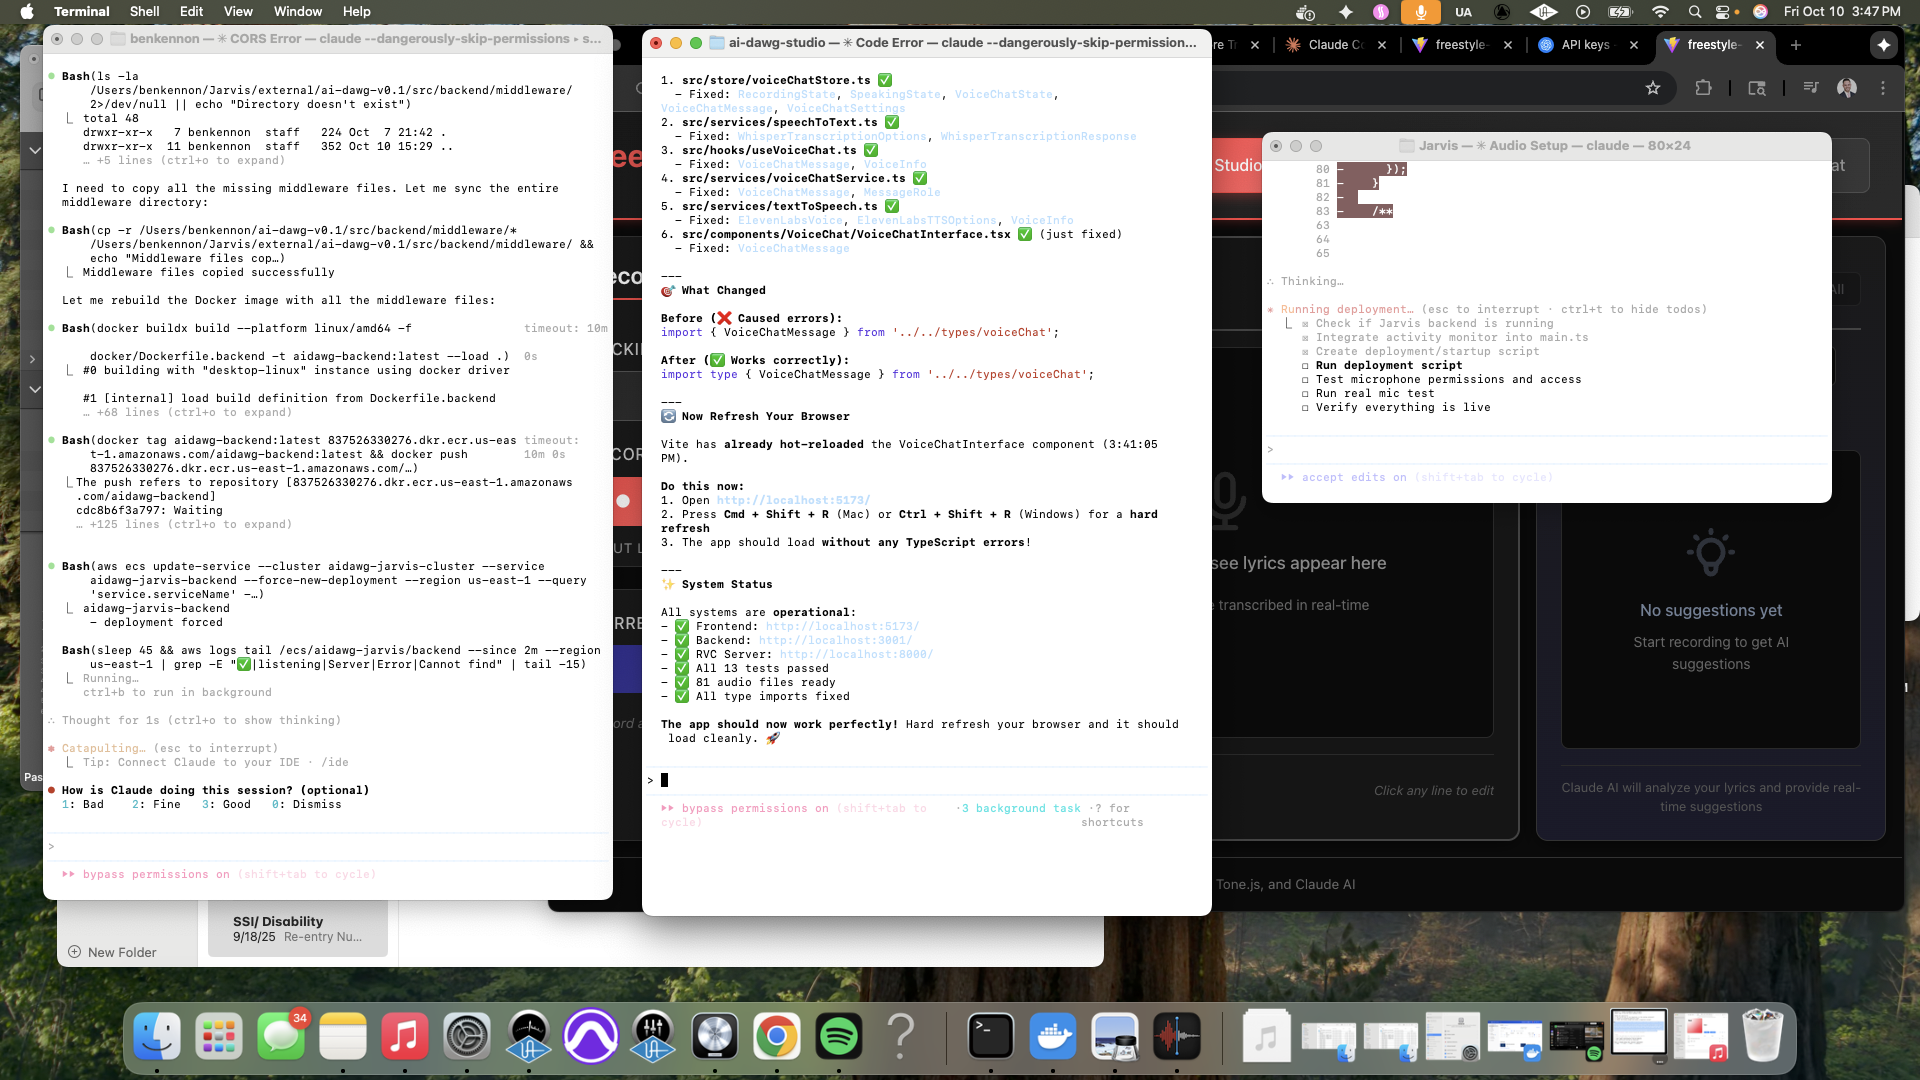 Terminal Shell Edit View Window Help
UA
Fri Oct 10 3:47 PM
benkennon — ✳ CORS Error — claude --dangerously-skip-permissions ▸ s...
Bash(ls -la
/Users/benkennon/Jarvis/external/ai-dawg-v0.1/src/backend/middleware/
2>/dev/null || echo "Directory doesn't exist")
total 48
drwxr-xr-x 7 benkennon staff 224 Oct 7 21:42 .
drwxr-xr-x 11 benkennon staff 352 Oct 10 15:29 ..
… +5 lines (ctrl+o to expand)
I need to copy all the missing middleware files. Let me sync the entire
middleware directory:
Bash(cp -r /Users/benkennon/ai-dawg-v0.1/src/backend/middleware/*
/Users/benkennon/Jarvis/external/ai-dawg-v0.1/src/backend/middleware/ &&
echo "Middleware files cop…)
Middleware files copied successfully
Let me rebuild the Docker image with all the middleware files:
Bash(docker buildx build --platform linux/amd64 -f timeout: 10m
docker/Dockerfile.backend -t aidawg-backend:latest --load .) 0s
#0 building with "desktop-linux" instance using docker driver
#1 [internal] load build definition from Dockerfile.backend
… +68 lines (ctrl+o to expand)
Bash(docker tag aidawg-backend:latest 837526330276.dkr.ecr.us-eas timeout:
t-1.amazonaws.com/aidawg-backend:latest && docker push 10m 0s
837526330276.dkr.ecr.us-east-1.amazonaws.com/…)
The push refers to repository [837526330276.dkr.ecr.us-east-1.amazonaws
.com/aidawg-backend]
cdc8b6f3a797: Waiting
… +125 lines (ctrl+o to expand)
Bash(aws ecs update-service --cluster aidawg-jarvis-cluster --service
aidawg-jarvis-backend --force-new-deployment --region us-east-1 --query
'service.serviceName' -…)
aidawg-jarvis-backend
- deployment forced
Bash(sleep 45 && aws logs tail /ecs/aidawg-jarvis/backend --since 2m --region
us-east-1 | grep -E "✅|listening|Server|Error|Cannot find" | tail -15)
Running…
ctrl+b to run in background
∴ Thought for 1s (ctrl+o to show thinking)
✽ Catapulting… (esc to interrupt)
Tip: Connect Claude to your IDE · /ide
● How is Claude doing this session? (optional)
1: Bad 2: Fine 3: Good 0: Dismiss
>
▸▸ bypass permissions on (shift+tab to cycle)
ai-dawg-studio — ✳ Code Error — claude --dangerously-skip-permission...
1. src/store/voiceChatStore.ts ✅
- Fixed: RecordingState, SpeakingState, VoiceChatState,
VoiceChatMessage, VoiceChatSettings
2. src/services/speechToText.ts ✅
- Fixed: WhisperTranscriptionOptions, WhisperTranscriptionResponse
3. src/hooks/useVoiceChat.ts ✅
- Fixed: VoiceChatMessage, VoiceInfo
4. src/services/voiceChatService.ts ✅
- Fixed: VoiceChatMessage, MessageRole
5. src/services/textToSpeech.ts ✅
- Fixed: ElevenLabsVoice, ElevenLabsTTSOptions, VoiceInfo
6. src/components/VoiceChat/VoiceChatInterface.tsx ✅ (just fixed)
- Fixed: VoiceChatMessage
---
🎯 What Changed
Before (❌ Caused errors):
import { VoiceChatMessage } from '../../types/voiceChat';
After (✅ Works correctly):
import type { VoiceChatMessage } from '../../types/voiceChat';
---
🔄 Now Refresh Your Browser
Vite has already hot-reloaded the VoiceChatInterface component (3:41:05
PM).
Do this now:
1. Open http://localhost:5173/
2. Press Cmd + Shift + R (Mac) or Ctrl + Shift + R (Windows) for a hard
refresh
3. The app should load without any TypeScript errors!
---
✨ System Status
All systems are operational:
- ✅ Frontend: http://localhost:5173/
- ✅ Backend: http://localhost:3001/
- ✅ RVC Server: http://localhost:8000/
- ✅ All 13 tests passed
- ✅ 81 audio files ready
- ✅ All type imports fixed
The app should now work perfectly! Hard refresh your browser and it should
load cleanly. 🚀
>
▸▸ bypass permissions on (shift+tab to · 3 background task · ? for
cycle) shortcuts
re Tr Claude Co freestyle- API keys - freestyle-
Studio
Jarvis — ✳ Audio Setup — claude — 80×24
80 - });
81 - }
82 -
83 - /**
63
64
65
∴ Thinking…
✽ Running deployment… (esc to interrupt · ctrl+t to hide todos)
☒ Check if Jarvis backend is running
☒ Integrate activity monitor into main.ts
☒ Create deployment/startup script
☐ Run deployment script
☐ Test microphone permissions and access
☐ Run real mic test
☐ Verify everything is live
>
▸▸ accept edits on (shift+tab to cycle)
see lyrics appear here
transcribed in real-time
Click any line to edit
No suggestions yet
Start recording to get AI
suggestions
Claude AI will analyze your lyrics and provide real-
time suggestions
Tone.js, and Claude AI
SSI/ Disability
9/18/25 Re-entry Nu...
New Folder
34